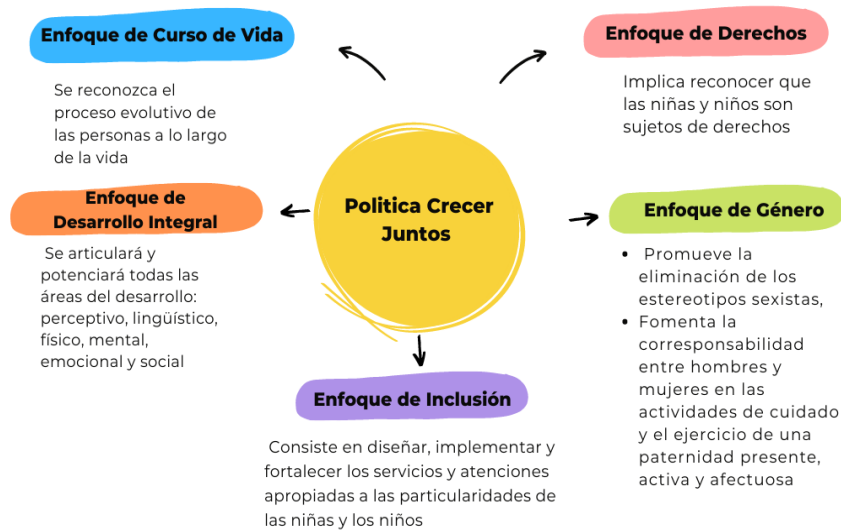 Enfoque de Curso de Vida
Se reconozca el
proceso evolutivo de
las personas a lo largo
de la vida
Enfoque de Derechos
Implica reconocer que
las niñas y niños son
sujetos de derechos
Politica Crecer
Juntos
Enfoque de
Desarrollo Integral
Se articulará y
potenciará todas las
áreas del desarrollo:
perceptivo, lingüístico,
físico, mental,
emocional y social
Enfoque de Género
• Promueve la
eliminación de los
estereotipos sexistas,
• Fomenta la
corresponsabilidad
entre hombres y
mujeres en las
actividades de cuidado
y el ejercicio de una
paternidad presente,
activa y afectuosa
Enfoque de Inclusión
Consiste en diseñar, implementar y
fortalecer los servicios y atenciones
apropiadas a las particularidades de
las niñas y los niños